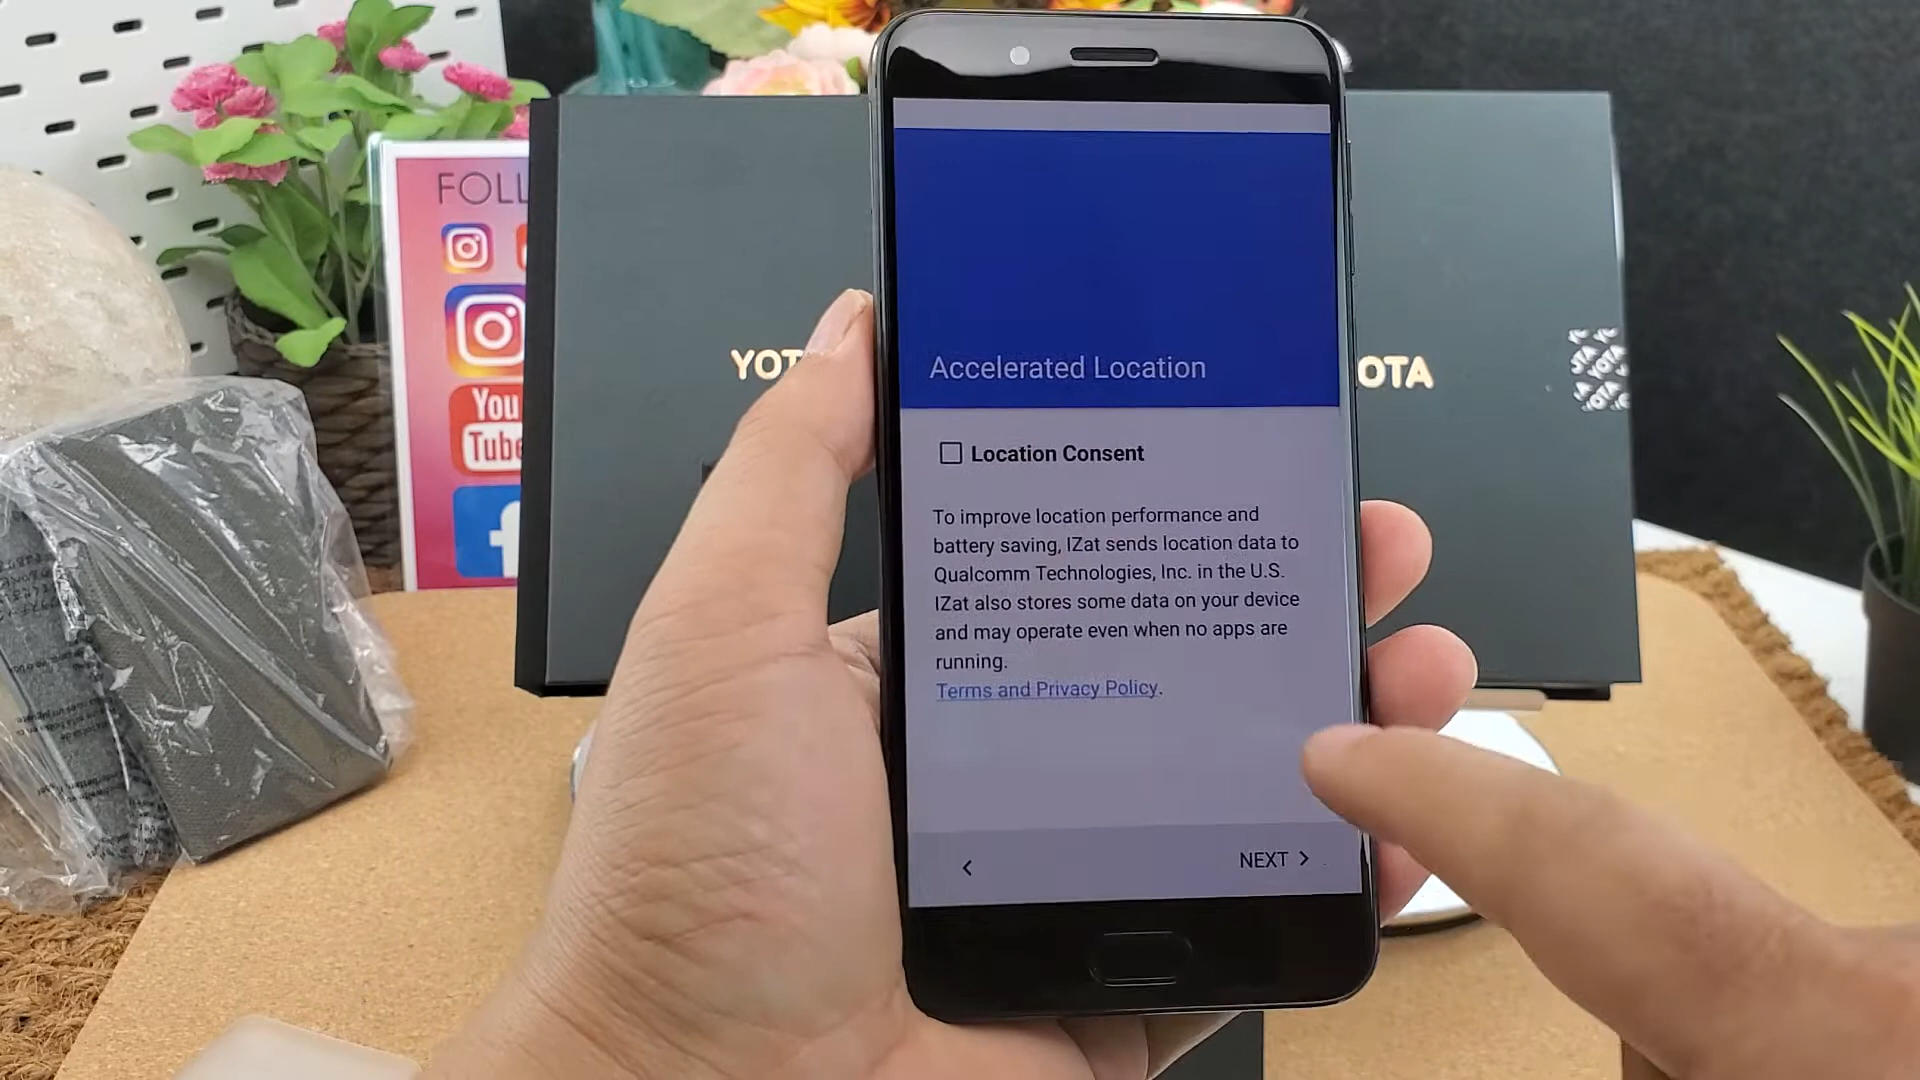 FOLL
You
Tube
YOT
OTA
YOTA
Accelerated Location
Location Consent
To improve location performance and
battery saving, IZat sends location data to
Qualcomm Technologies, Inc. in the U.S.
IZat also stores some data on your device
and may operate even when no apps are
running.
Terms and Privacy Policy.
NEXT